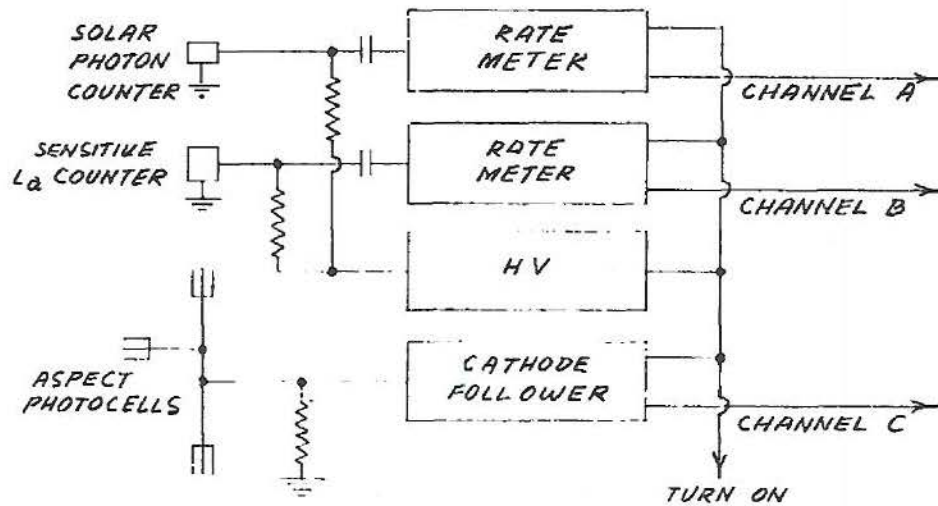 SOLAR
PHOTON
COUNTER
RATE
METER
CHANNEL A
SENSITIVE
Lα COUNTER
RATE
METER
CHANNEL B
HV
ASPECT
PHOTOCELLS
CATHODE
FOLLOWER
CHANNEL C
TURN ON